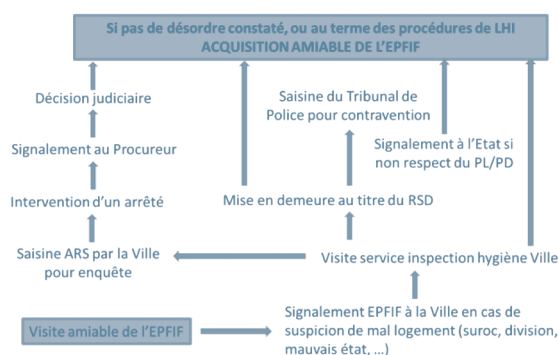 Si pas de désordre constaté, ou au terme des procédures de LHI
ACQUISITION AMIABLE DE L'EPFIF
Décision judiciaire
Saisine du Tribunal de
Police pour contravention
Signalement au Procureur
Signalement à l'Etat si
non respect du PL/PD
Intervention d'un arrêté
Mise en demeure au titre du RSD
Saisine ARS par la Ville
pour enquête
Visite service inspection hygiène Ville
Visite amiable de l'EPFIF
Signalement EPFIF à la Ville en cas de
suspicion de mal logement (suroc, division,
mauvais état, ...)